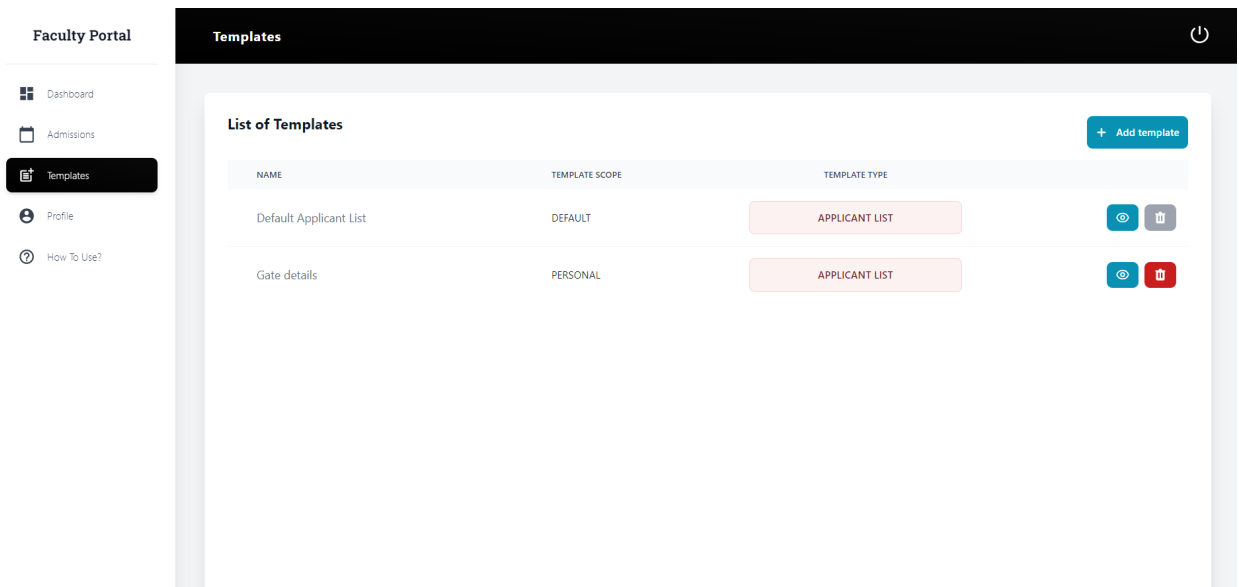 Faculty Portal
Templates
Dashboard
Admissions
Templates
Profile
How To Use?
List of Templates
+ Add template
NAME TEMPLATE SCOPE TEMPLATE TYPE
Default Applicant List DEFAULT APPLICANT LIST
Gate details PERSONAL APPLICANT LIST